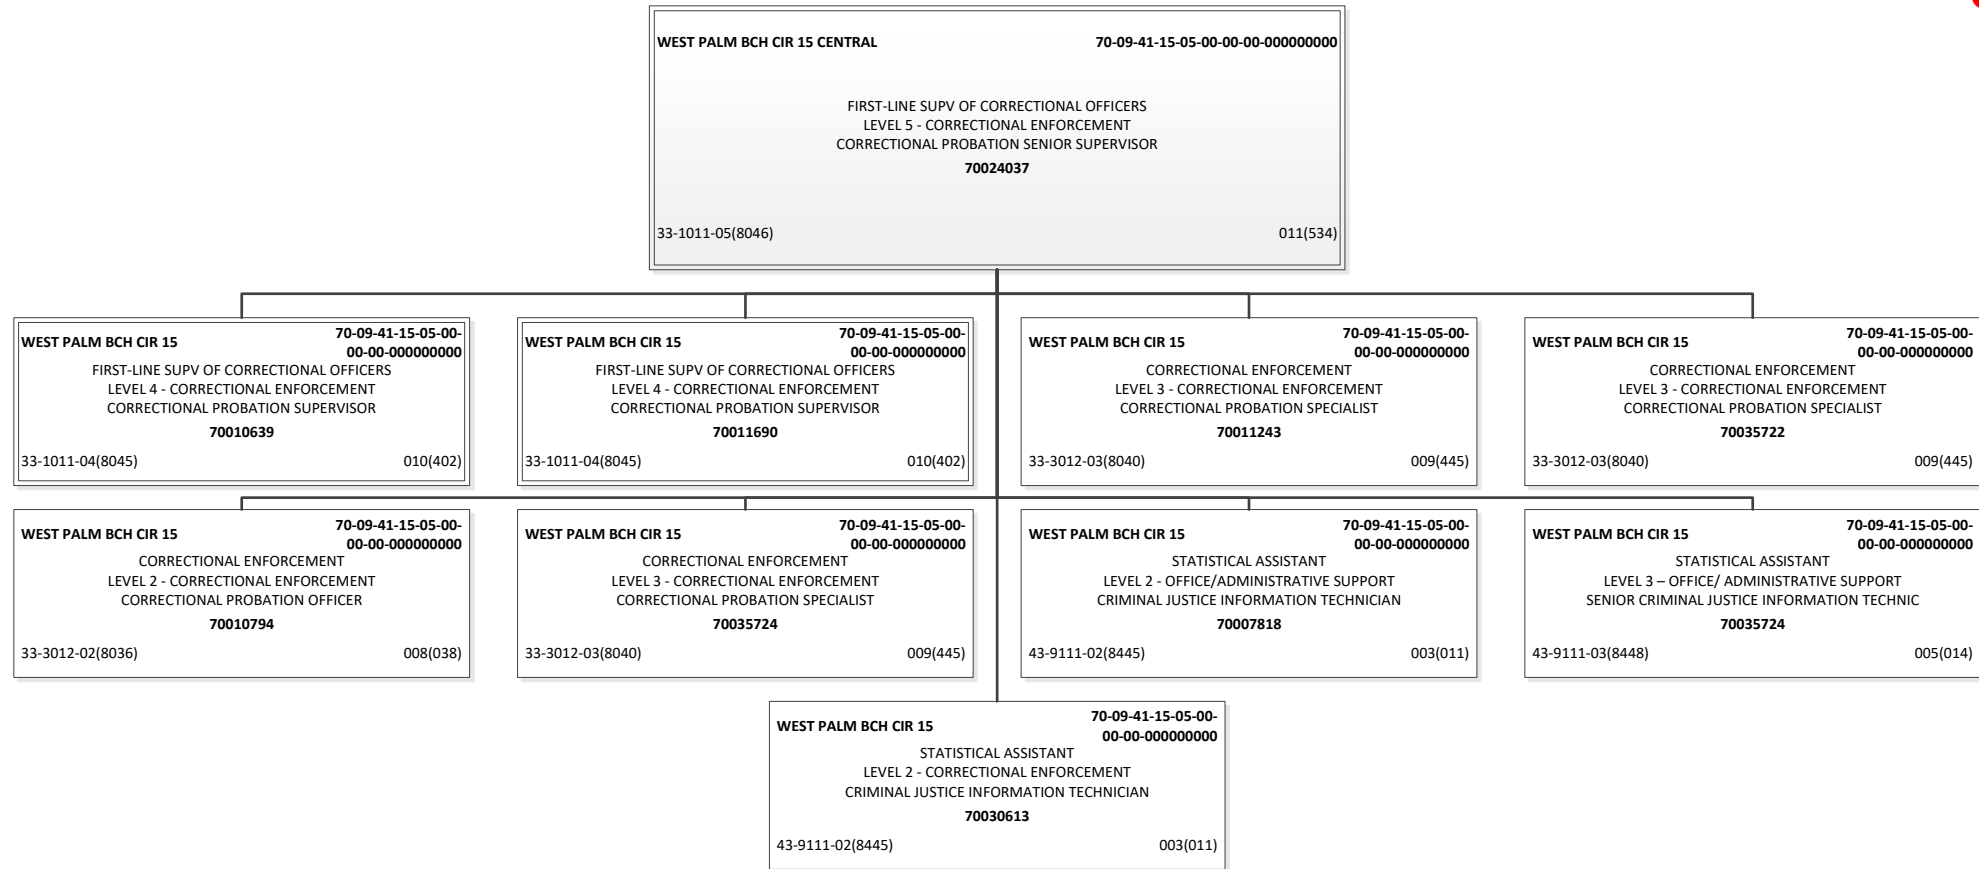 WEST PALM BCH CIR 15 CENTRAL 70-09-41-15-05-00-00-00-000000000
FIRST-LINE SUPV OF CORRECTIONAL OFFICERS
LEVEL 5 - CORRECTIONAL ENFORCEMENT
CORRECTIONAL PROBATION SENIOR SUPERVISOR
70024037
33-1011-05(8046) 011(534)
WEST PALM BCH CIR 15
70-09-41-15-05-00-
00-00-000000000
FIRST-LINE SUPV OF CORRECTIONAL OFFICERS
LEVEL 4 - CORRECTIONAL ENFORCEMENT
CORRECTIONAL PROBATION SUPERVISOR
70010639
33-1011-04(8045) 010(402)
WEST PALM BCH CIR 15
70-09-41-15-05-00-
00-00-000000000
FIRST-LINE SUPV OF CORRECTIONAL OFFICERS
LEVEL 4 - CORRECTIONAL ENFORCEMENT
CORRECTIONAL PROBATION SUPERVISOR
70011690
33-1011-04(8045) 010(402)
WEST PALM BCH CIR 15
70-09-41-15-05-00-
00-00-000000000
CORRECTIONAL ENFORCEMENT
LEVEL 3 - CORRECTIONAL ENFORCEMENT
CORRECTIONAL PROBATION SPECIALIST
70011243
33-3012-03(8040) 009(445)
WEST PALM BCH CIR 15
70-09-41-15-05-00-
00-00-000000000
CORRECTIONAL ENFORCEMENT
LEVEL 3 - CORRECTIONAL ENFORCEMENT
CORRECTIONAL PROBATION SPECIALIST
70035722
33-3012-03(8040) 009(445)
WEST PALM BCH CIR 15
70-09-41-15-05-00-
00-00-000000000
CORRECTIONAL ENFORCEMENT
LEVEL 2 - CORRECTIONAL ENFORCEMENT
CORRECTIONAL PROBATION OFFICER
70010794
33-3012-02(8036) 008(038)
WEST PALM BCH CIR 15
70-09-41-15-05-00-
00-00-000000000
CORRECTIONAL ENFORCEMENT
LEVEL 3 - CORRECTIONAL ENFORCEMENT
CORRECTIONAL PROBATION SPECIALIST
70035724
33-3012-03(8040) 009(445)
WEST PALM BCH CIR 15
70-09-41-15-05-00-
00-00-000000000
STATISTICAL ASSISTANT
LEVEL 2 - OFFICE/ADMINISTRATIVE SUPPORT
CRIMINAL JUSTICE INFORMATION TECHNICIAN
70007818
43-9111-02(8445) 003(011)
WEST PALM BCH CIR 15
70-09-41-15-05-00-
00-00-000000000
STATISTICAL ASSISTANT
LEVEL 3 – OFFICE/ ADMINISTRATIVE SUPPORT
SENIOR CRIMINAL JUSTICE INFORMATION TECHNIC
70035724
43-9111-03(8448) 005(014)
WEST PALM BCH CIR 15
70-09-41-15-05-00-
00-00-000000000
STATISTICAL ASSISTANT
LEVEL 2 - CORRECTIONAL ENFORCEMENT
CRIMINAL JUSTICE INFORMATION TECHNICIAN
70030613
43-9111-02(8445) 003(011)